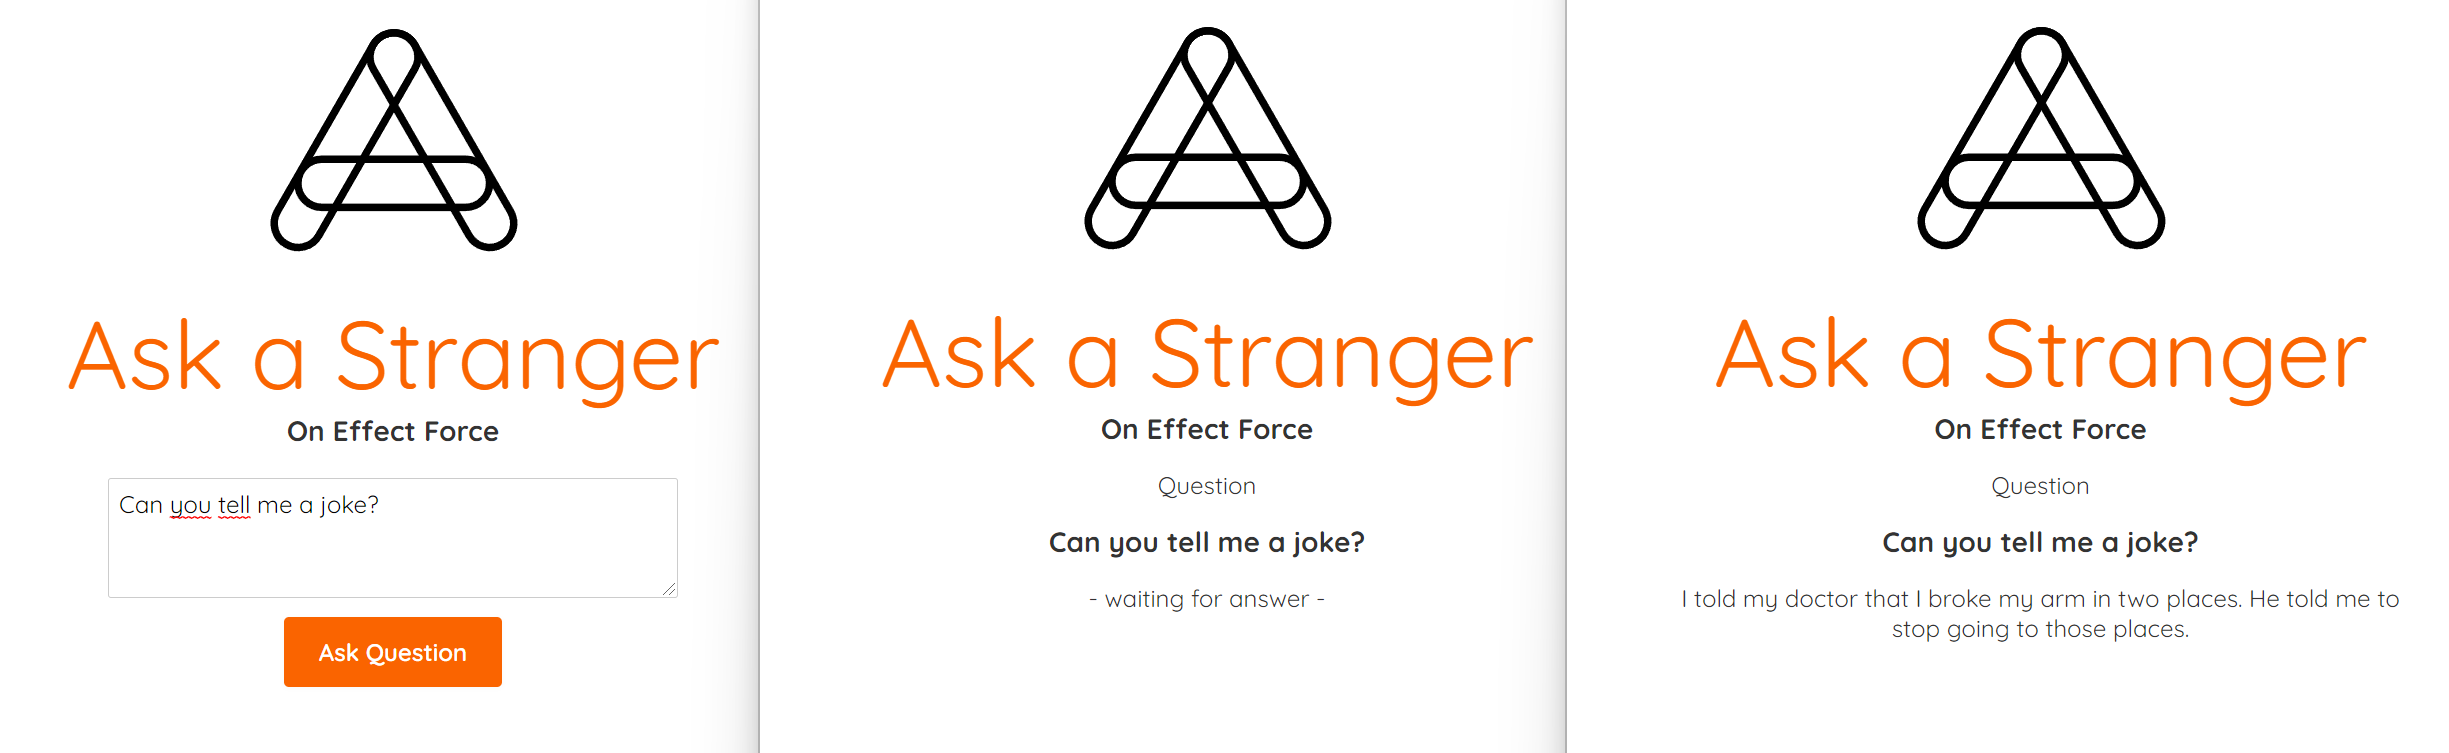 Ask a Stranger
On Effect Force
Can you tell me a joke?
Ask Question
Ask a Stranger
On Effect Force
Question
Can you tell me a joke?
- waiting for answer -
Ask a Stranger
On Effect Force
Question
Can you tell me a joke?
I told my doctor that I broke my arm in two places. He told me to
stop going to those places.